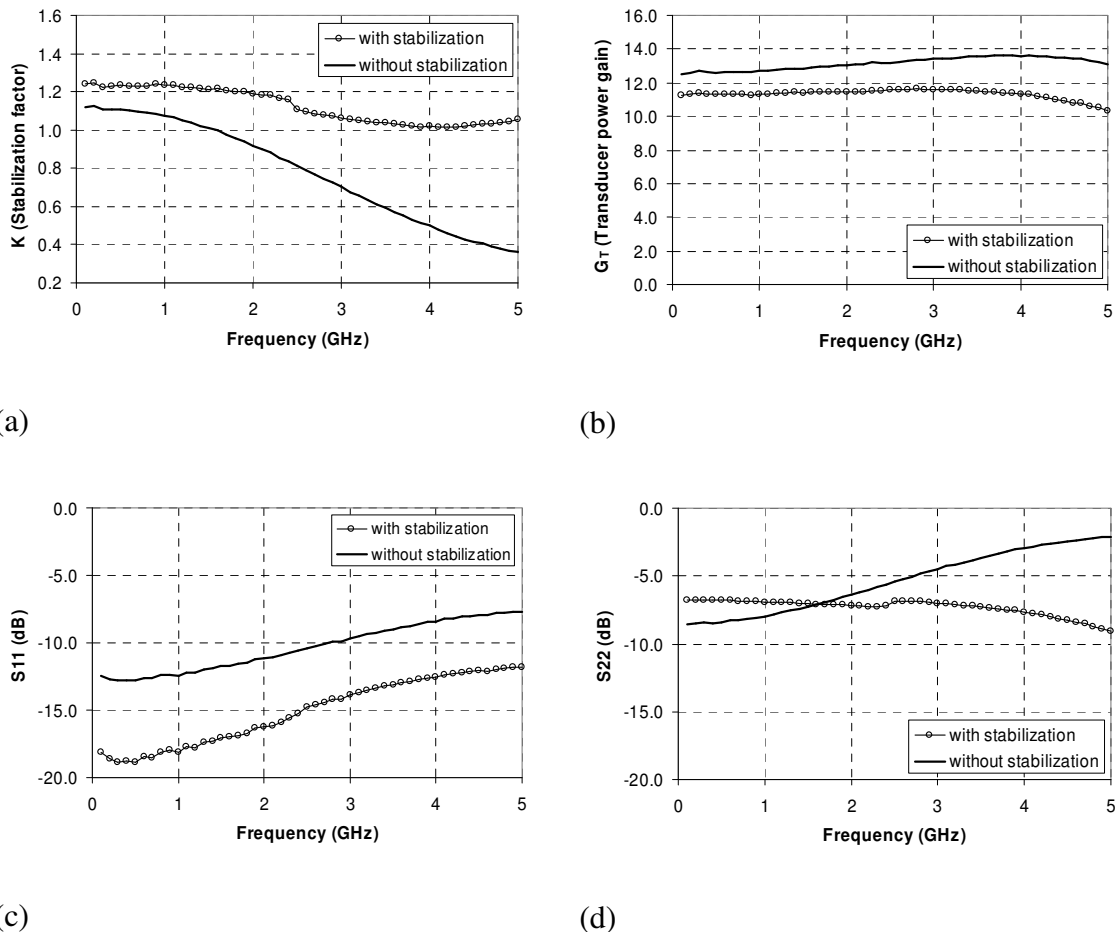 1.6
1.4
1.2
1.0
0.8
0.6
0.4
0.2
K (Stabilization factor)
with stabilization
without stabilization
0 1 2 3 4 5
Frequency (GHz)
(a)
16.0
14.0
12.0
10.0
8.0
6.0
4.0
2.0
0.0
GT (Transducer power gain)
with stabilization
without stabilization
0 1 2 3 4 5
Frequency (GHz)
(b)
0.0
-5.0
-10.0
-15.0
-20.0
S11 (dB)
with stabilization
without stabilization
0 1 2 3 4 5
Frequency (GHz)
(c)
0.0
-5.0
-10.0
-15.0
-20.0
S22 (dB)
with stabilization
without stabilization
0 1 2 3 4 5
Frequency (GHz)
(d)